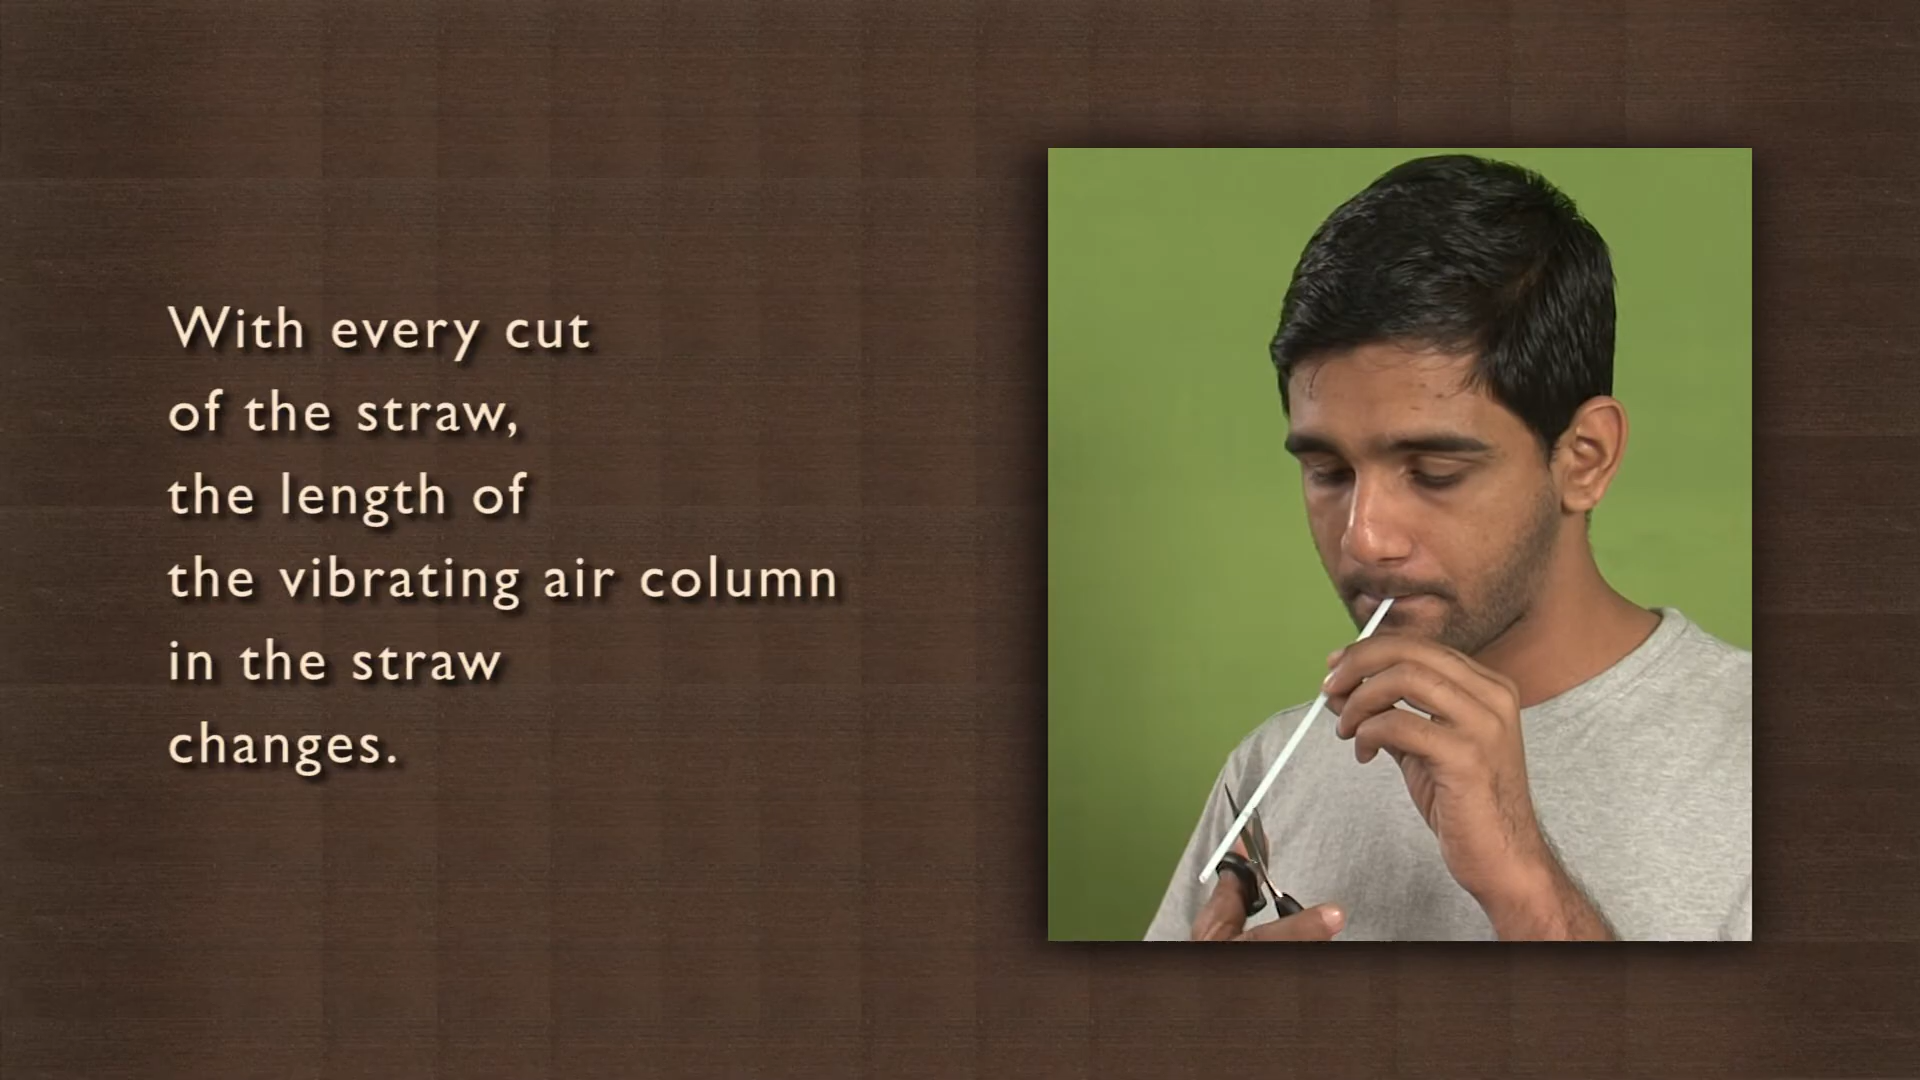 With every cut
of the straw,
the length of
the vibrating air column
in the straw
changes.